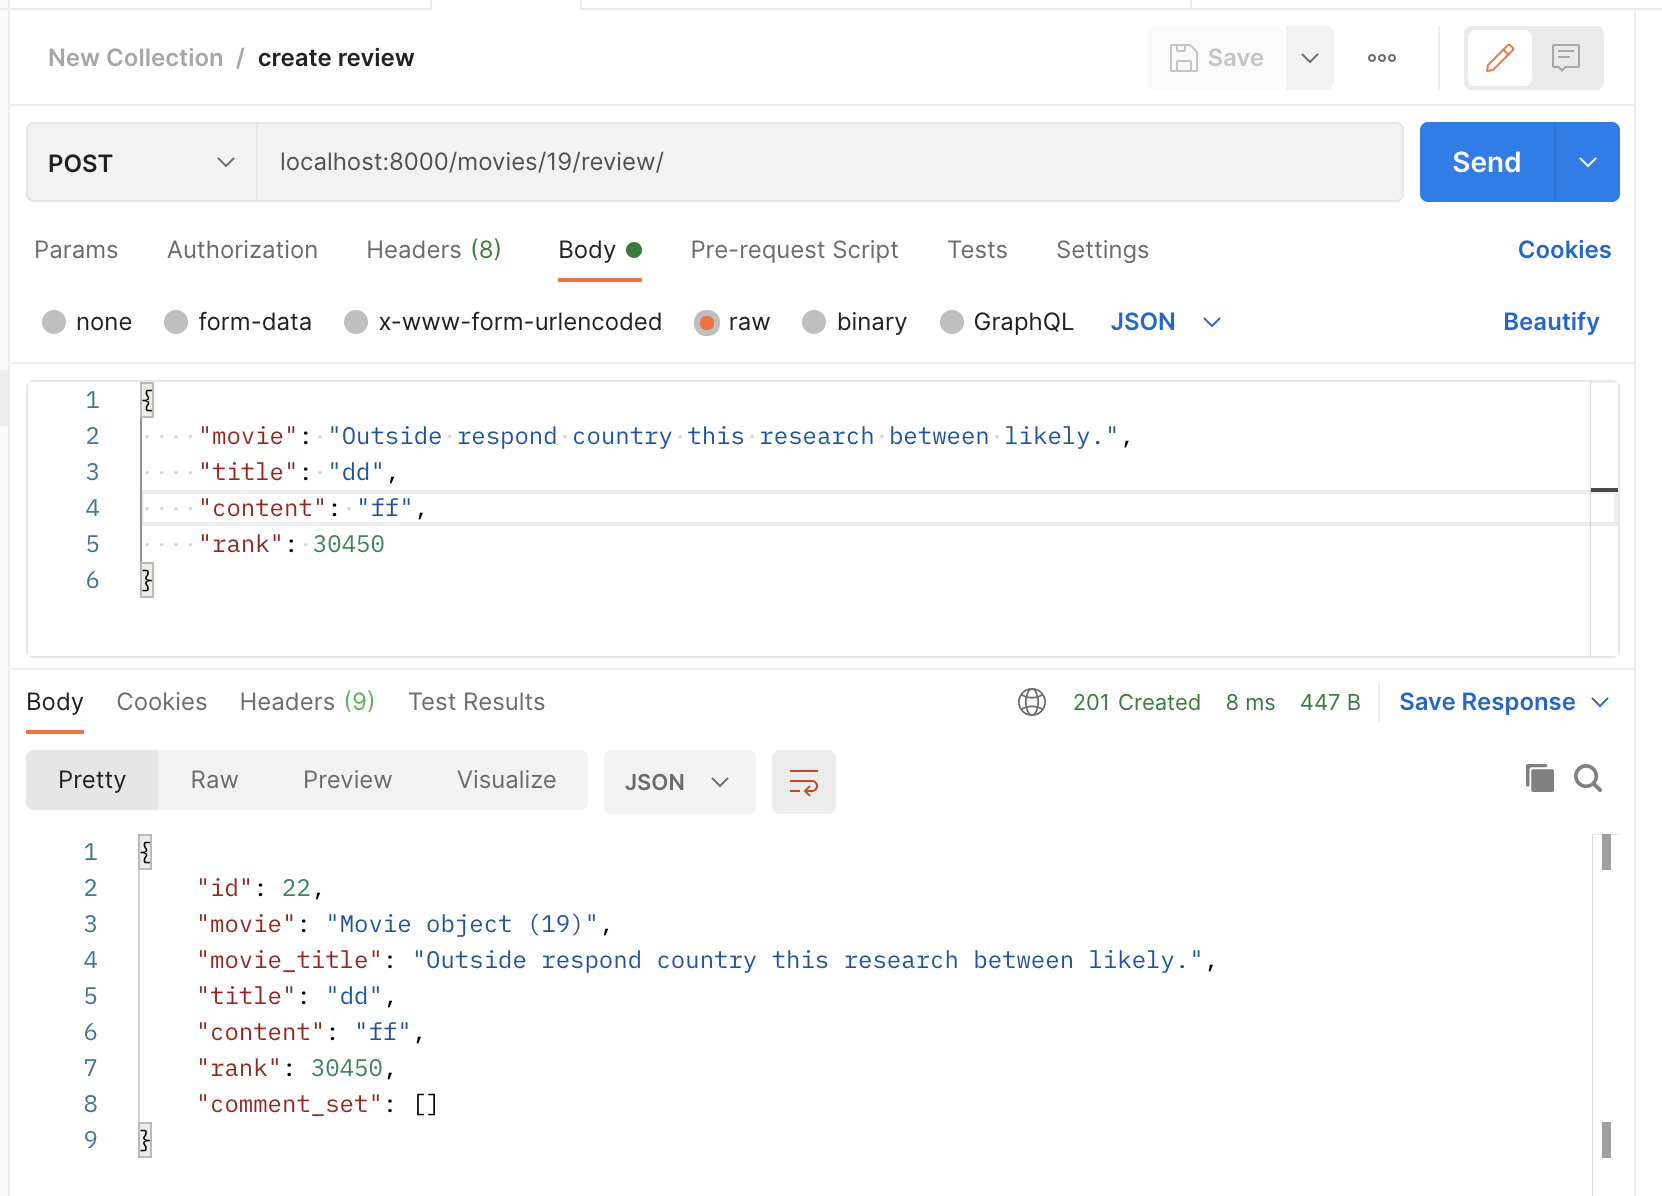 New Collection / create review
Save
POST
localhost:8000/movies/19/review/
Send
Params Authorization Headers (8) Body Pre-request Script Tests Settings Cookies
none form-data x-www-form-urlencoded raw binary GraphQL JSON Beautify
1 {
2 "movie": "Outside respond country this research between likely.",
3 "title": "dd",
4 "content": "ff",
5 "rank": 30450
6 }
Body Cookies Headers (9) Test Results 201 Created 8 ms 447 B Save Response
Pretty Raw Preview Visualize JSON
1 {
2 "id": 22,
3 "movie": "Movie object (19)",
4 "movie_title": "Outside respond country this research between likely.",
5 "title": "dd",
6 "content": "ff",
7 "rank": 30450,
8 "comment_set": []
9 }